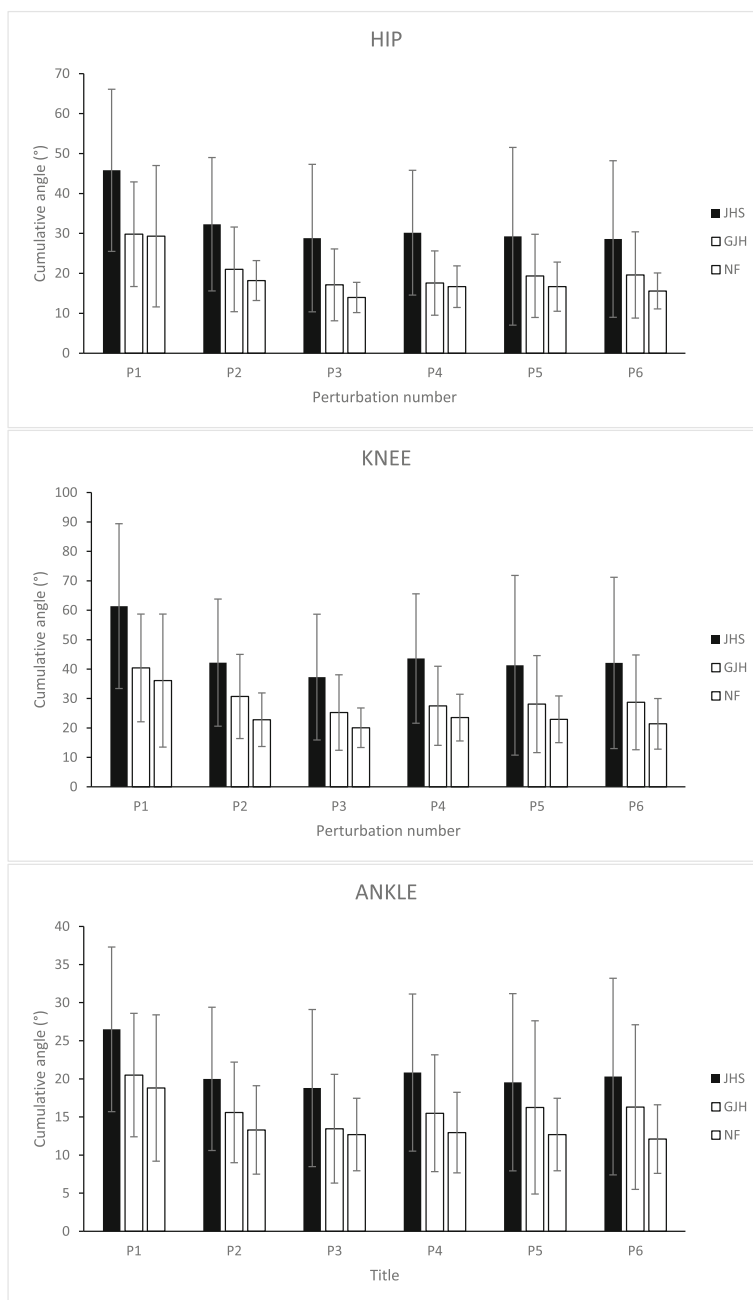 HIP
70
60
50
40
30
20
10
0
Cumulative angle (°)
P1 P2 P3 P4 P5 P6
Perturbation number
JHS
GJH
NF
KNEE
100
90
80
70
60
50
40
30
20
10
0
Cumulative angle (°)
P1 P2 P3 P4 P5 P6
Perturbation number
JHS
GJH
NF
ANKLE
40
35
30
25
20
15
10
5
0
Cumulative angle (°)
P1 P2 P3 P4 P5 P6
Title
JHS
GJH
NF